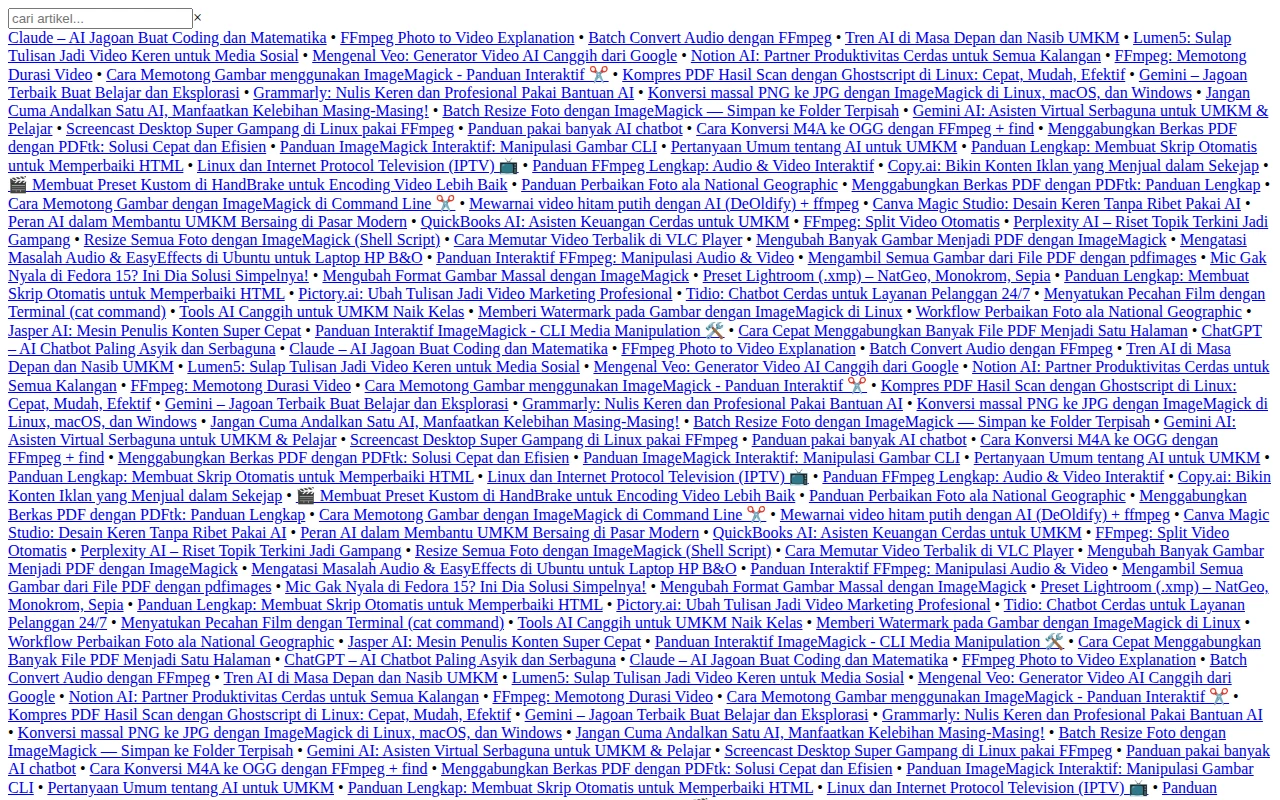 cari artikel... ×
Claude – AI Jagoan Buat Coding dan Matematika • FFmpeg Photo to Video Explanation • Batch Convert Audio dengan FFmpeg • Tren AI di Masa Depan dan Nasib UMKM • Lumen5: Sulap
Tulisan Jadi Video Keren untuk Media Sosial • Mengenal Veo: Generator Video AI Canggih dari Google • Notion AI: Partner Produktivitas Cerdas untuk Semua Kalangan • FFmpeg: Memotong
Durasi Video • Cara Memotong Gambar menggunakan ImageMagick - Panduan Interaktif ✂️ • Kompres PDF Hasil Scan dengan Ghostscript di Linux: Cepat, Mudah, Efektif • Gemini – Jagoan
Terbaik Buat Belajar dan Eksplorasi • Grammarly: Nulis Keren dan Profesional Pakai Bantuan AI • Konversi massal PNG ke JPG dengan ImageMagick di Linux, macOS, dan Windows • Jangan
Cuma Andalkan Satu AI, Manfaatkan Kelebihan Masing-Masing! • Batch Resize Foto dengan ImageMagick — Simpan ke Folder Terpisah • Gemini AI: Asisten Virtual Serbaguna untuk UMKM &
Pelajar • Screencast Desktop Super Gampang di Linux pakai FFmpeg • Panduan pakai banyak AI chatbot • Cara Konversi M4A ke OGG dengan FFmpeg + find • Menggabungkan Berkas PDF
dengan PDFtk: Solusi Cepat dan Efisien • Panduan ImageMagick Interaktif: Manipulasi Gambar CLI • Pertanyaan Umum tentang AI untuk UMKM • Panduan Lengkap: Membuat Skrip Otomatis
untuk Memperbaiki HTML • Linux dan Internet Protocol Television (IPTV) 📺 • Panduan FFmpeg Lengkap: Audio & Video Interaktif • Copy.ai: Bikin Konten Iklan yang Menjual dalam Sekejap •
🎬 Membuat Preset Kustom di HandBrake untuk Encoding Video Lebih Baik • Panduan Perbaikan Foto ala National Geographic • Menggabungkan Berkas PDF dengan PDFtk: Panduan Lengkap •
Cara Memotong Gambar dengan ImageMagick di Command Line ✂️ • Mewarnai video hitam putih dengan AI (DeOldify) + ffmpeg • Canva Magic Studio: Desain Keren Tanpa Ribet Pakai AI •
Peran AI dalam Membantu UMKM Bersaing di Pasar Modern • QuickBooks AI: Asisten Keuangan Cerdas untuk UMKM • FFmpeg: Split Video Otomatis • Perplexity AI – Riset Topik Terkini Jadi
Gampang • Resize Semua Foto dengan ImageMagick (Shell Script) • Cara Memutar Video Terbalik di VLC Player • Mengubah Banyak Gambar Menjadi PDF dengan ImageMagick • Mengatasi
Masalah Audio & EasyEffects di Ubuntu untuk Laptop HP B&O • Panduan Interaktif FFmpeg: Manipulasi Audio & Video • Mengambil Semua Gambar dari File PDF dengan pdfimages • Mic Gak
Nyala di Fedora 15? Ini Dia Solusi Simpelnya! • Mengubah Format Gambar Massal dengan ImageMagick • Preset Lightroom (.xmp) – NatGeo, Monokrom, Sepia • Panduan Lengkap: Membuat
Skrip Otomatis untuk Memperbaiki HTML • Pictory.ai: Ubah Tulisan Jadi Video Marketing Profesional • Tidio: Chatbot Cerdas untuk Layanan Pelanggan 24/7 • Menyatukan Pecahan Film dengan
Terminal (cat command) • Tools AI Canggih untuk UMKM Naik Kelas • Memberi Watermark pada Gambar dengan ImageMagick di Linux • Workflow Perbaikan Foto ala National Geographic •
Jasper AI: Mesin Penulis Konten Super Cepat • Panduan Interaktif ImageMagick - CLI Media Manipulation 🛠️ • Cara Cepat Menggabungkan Banyak File PDF Menjadi Satu Halaman • ChatGPT
– AI Chatbot Paling Asyik dan Serbaguna • Claude – AI Jagoan Buat Coding dan Matematika • FFmpeg Photo to Video Explanation • Batch Convert Audio dengan FFmpeg • Tren AI di Masa
Depan dan Nasib UMKM • Lumen5: Sulap Tulisan Jadi Video Keren untuk Media Sosial • Mengenal Veo: Generator Video AI Canggih dari Google • Notion AI: Partner Produktivitas Cerdas untuk
Semua Kalangan • FFmpeg: Memotong Durasi Video • Cara Memotong Gambar menggunakan ImageMagick - Panduan Interaktif ✂️ • Kompres PDF Hasil Scan dengan Ghostscript di Linux:
Cepat, Mudah, Efektif • Gemini – Jagoan Terbaik Buat Belajar dan Eksplorasi • Grammarly: Nulis Keren dan Profesional Pakai Bantuan AI • Konversi massal PNG ke JPG dengan ImageMagick di
Linux, macOS, dan Windows • Jangan Cuma Andalkan Satu AI, Manfaatkan Kelebihan Masing-Masing! • Batch Resize Foto dengan ImageMagick — Simpan ke Folder Terpisah • Gemini AI:
Asisten Virtual Serbaguna untuk UMKM & Pelajar • Screencast Desktop Super Gampang di Linux pakai FFmpeg • Panduan pakai banyak AI chatbot • Cara Konversi M4A ke OGG dengan
FFmpeg + find • Menggabungkan Berkas PDF dengan PDFtk: Solusi Cepat dan Efisien • Panduan ImageMagick Interaktif: Manipulasi Gambar CLI • Pertanyaan Umum tentang AI untuk UMKM •
Panduan Lengkap: Membuat Skrip Otomatis untuk Memperbaiki HTML • Linux dan Internet Protocol Television (IPTV) 📺 • Panduan FFmpeg Lengkap: Audio & Video Interaktif • Copy.ai: Bikin
Konten Iklan yang Menjual dalam Sekejap • 🎬 Membuat Preset Kustom di HandBrake untuk Encoding Video Lebih Baik • Panduan Perbaikan Foto ala National Geographic • Menggabungkan
Berkas PDF dengan PDFtk: Panduan Lengkap • Cara Memotong Gambar dengan ImageMagick di Command Line ✂️ • Mewarnai video hitam putih dengan AI (DeOldify) + ffmpeg • Canva Magic
Studio: Desain Keren Tanpa Ribet Pakai AI • Peran AI dalam Membantu UMKM Bersaing di Pasar Modern • QuickBooks AI: Asisten Keuangan Cerdas untuk UMKM • FFmpeg: Split Video
Otomatis • Perplexity AI – Riset Topik Terkini Jadi Gampang • Resize Semua Foto dengan ImageMagick (Shell Script) • Cara Memutar Video Terbalik di VLC Player • Mengubah Banyak Gambar
Menjadi PDF dengan ImageMagick • Mengatasi Masalah Audio & EasyEffects di Ubuntu untuk Laptop HP B&O • Panduan Interaktif FFmpeg: Manipulasi Audio & Video • Mengambil Semua
Gambar dari File PDF dengan pdfimages • Mic Gak Nyala di Fedora 15? Ini Dia Solusi Simpelnya! • Mengubah Format Gambar Massal dengan ImageMagick • Preset Lightroom (.xmp) – NatGeo,
Monokrom, Sepia • Panduan Lengkap: Membuat Skrip Otomatis untuk Memperbaiki HTML • Pictory.ai: Ubah Tulisan Jadi Video Marketing Profesional • Tidio: Chatbot Cerdas untuk Layanan
Pelanggan 24/7 • Menyatukan Pecahan Film dengan Terminal (cat command) • Tools AI Canggih untuk UMKM Naik Kelas • Memberi Watermark pada Gambar dengan ImageMagick di Linux •
Workflow Perbaikan Foto ala National Geographic • Jasper AI: Mesin Penulis Konten Super Cepat • Panduan Interaktif ImageMagick - CLI Media Manipulation 🛠️ • Cara Cepat Menggabungkan
Banyak File PDF Menjadi Satu Halaman • ChatGPT – AI Chatbot Paling Asyik dan Serbaguna • Claude – AI Jagoan Buat Coding dan Matematika • FFmpeg Photo to Video Explanation • Batch
Convert Audio dengan FFmpeg • Tren AI di Masa Depan dan Nasib UMKM • Lumen5: Sulap Tulisan Jadi Video Keren untuk Media Sosial • Mengenal Veo: Generator Video AI Canggih dari
Google • Notion AI: Partner Produktivitas Cerdas untuk Semua Kalangan • FFmpeg: Memotong Durasi Video • Cara Memotong Gambar menggunakan ImageMagick - Panduan Interaktif ✂️ •
Kompres PDF Hasil Scan dengan Ghostscript di Linux: Cepat, Mudah, Efektif • Gemini – Jagoan Terbaik Buat Belajar dan Eksplorasi • Grammarly: Nulis Keren dan Profesional Pakai Bantuan AI
• Konversi massal PNG ke JPG dengan ImageMagick di Linux, macOS, dan Windows • Jangan Cuma Andalkan Satu AI, Manfaatkan Kelebihan Masing-Masing! • Batch Resize Foto dengan
ImageMagick — Simpan ke Folder Terpisah • Gemini AI: Asisten Virtual Serbaguna untuk UMKM & Pelajar • Screencast Desktop Super Gampang di Linux pakai FFmpeg • Panduan pakai banyak
AI chatbot • Cara Konversi M4A ke OGG dengan FFmpeg + find • Menggabungkan Berkas PDF dengan PDFtk: Solusi Cepat dan Efisien • Panduan ImageMagick Interaktif: Manipulasi Gambar
CLI • Pertanyaan Umum tentang AI untuk UMKM • Panduan Lengkap: Membuat Skrip Otomatis untuk Memperbaiki HTML • Linux dan Internet Protocol Television (IPTV) 📺 • Panduan